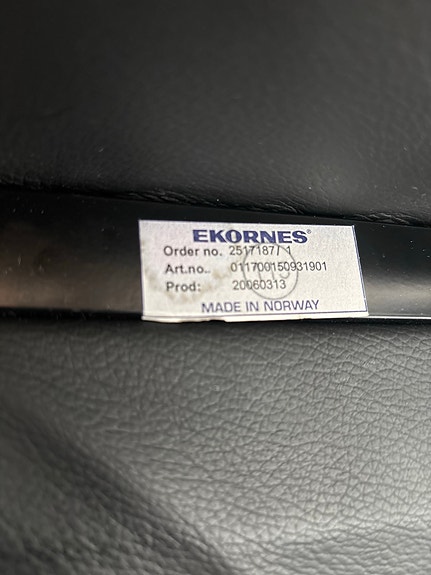 EKORNES®
Order no. 2517187/ 1
Art.no.. 011700150931901
Prod: 20060313
MADE IN NORWAY